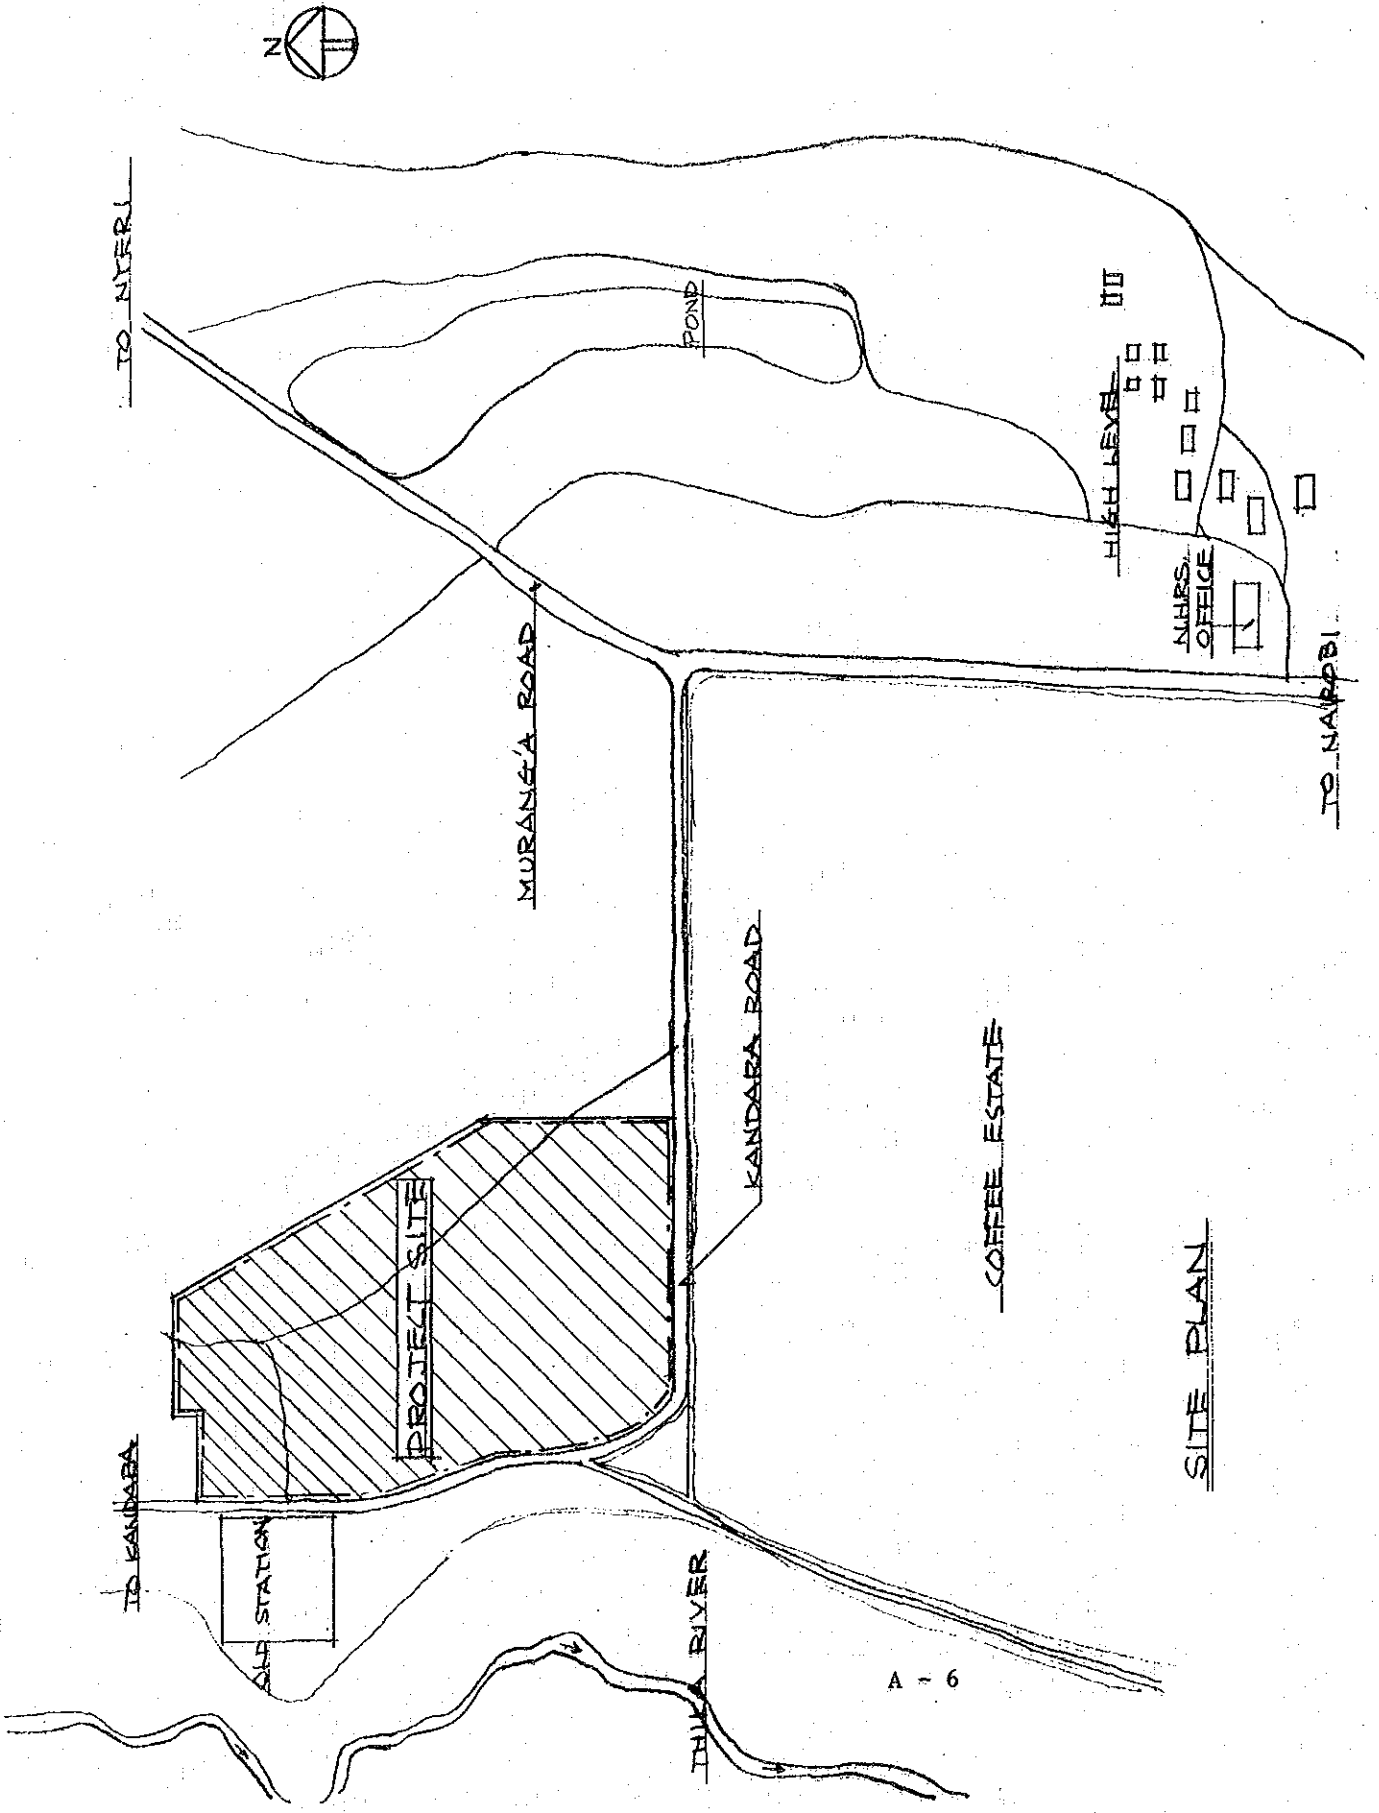 N
TO NYERI
POND
HIGH LEVEL
N.H.R.S.
OFFICE
TO NAIROBI
MURANG'A ROAD
KANDARA ROAD
COFFEE ESTATE
PROJECT SITE
SITE PLAN
TO KANDARA
OLD STATION
THIKA RIVER
A - 6